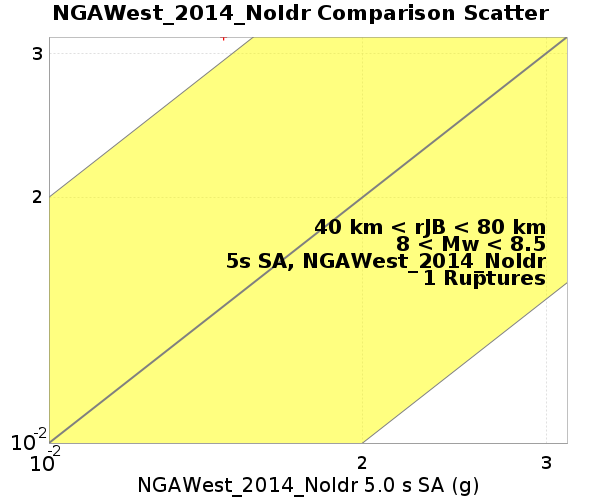 NGAWest_2014_NoIdr Comparison Scatter
3
2
40 km < rJB < 80 km
8 < Mw < 8.5
5s SA, NGAWest_2014_NoIdr
1 Ruptures
10-2
10-2 2 3
NGAWest_2014_NoIdr 5.0 s SA (g)